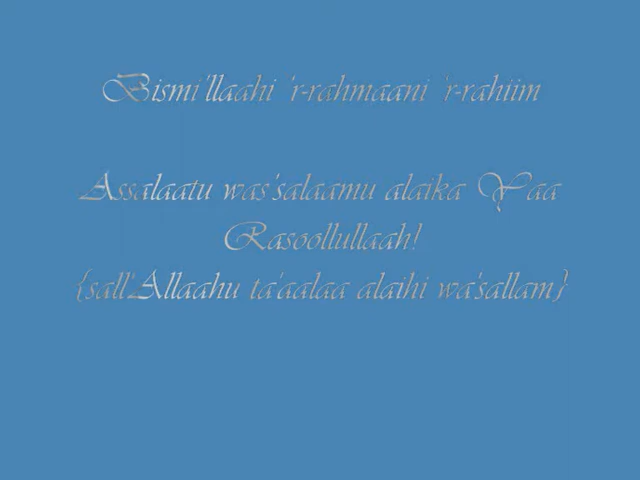 Bismi'llaahi 'r-rahmaani 'r-rahiim
Assalaatu was'salaamu alaika Yaa
Rasoollullaah!
{sall'Allaahu ta'aalaa alaihi wa'sallam}